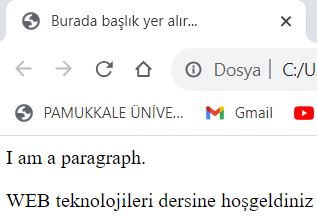 Burada başlık yer alır...
Dosya | C:/U
PAMUKKALE ÜNİVE... Gmail
I am a paragraph.
WEB teknolojileri dersine hoşgeldiniz